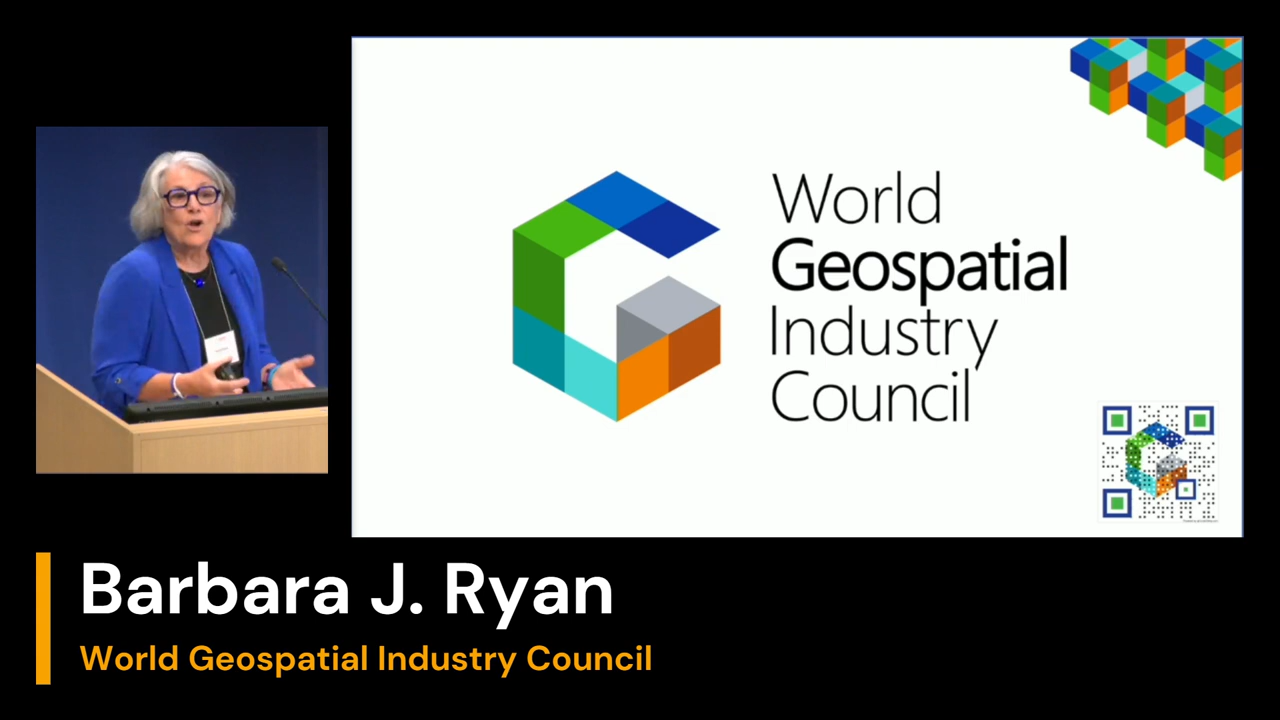 World
Geospatial
Industry
Council
Barbara J. Ryan
World Geospatial Industry Council